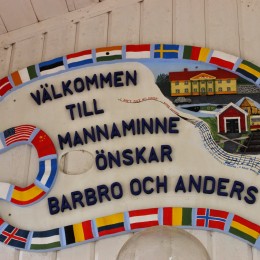 VÄLKOMMEN
TILL
MANNAMINNE
ÖNSKAR
BARBRO OCH ANDERS